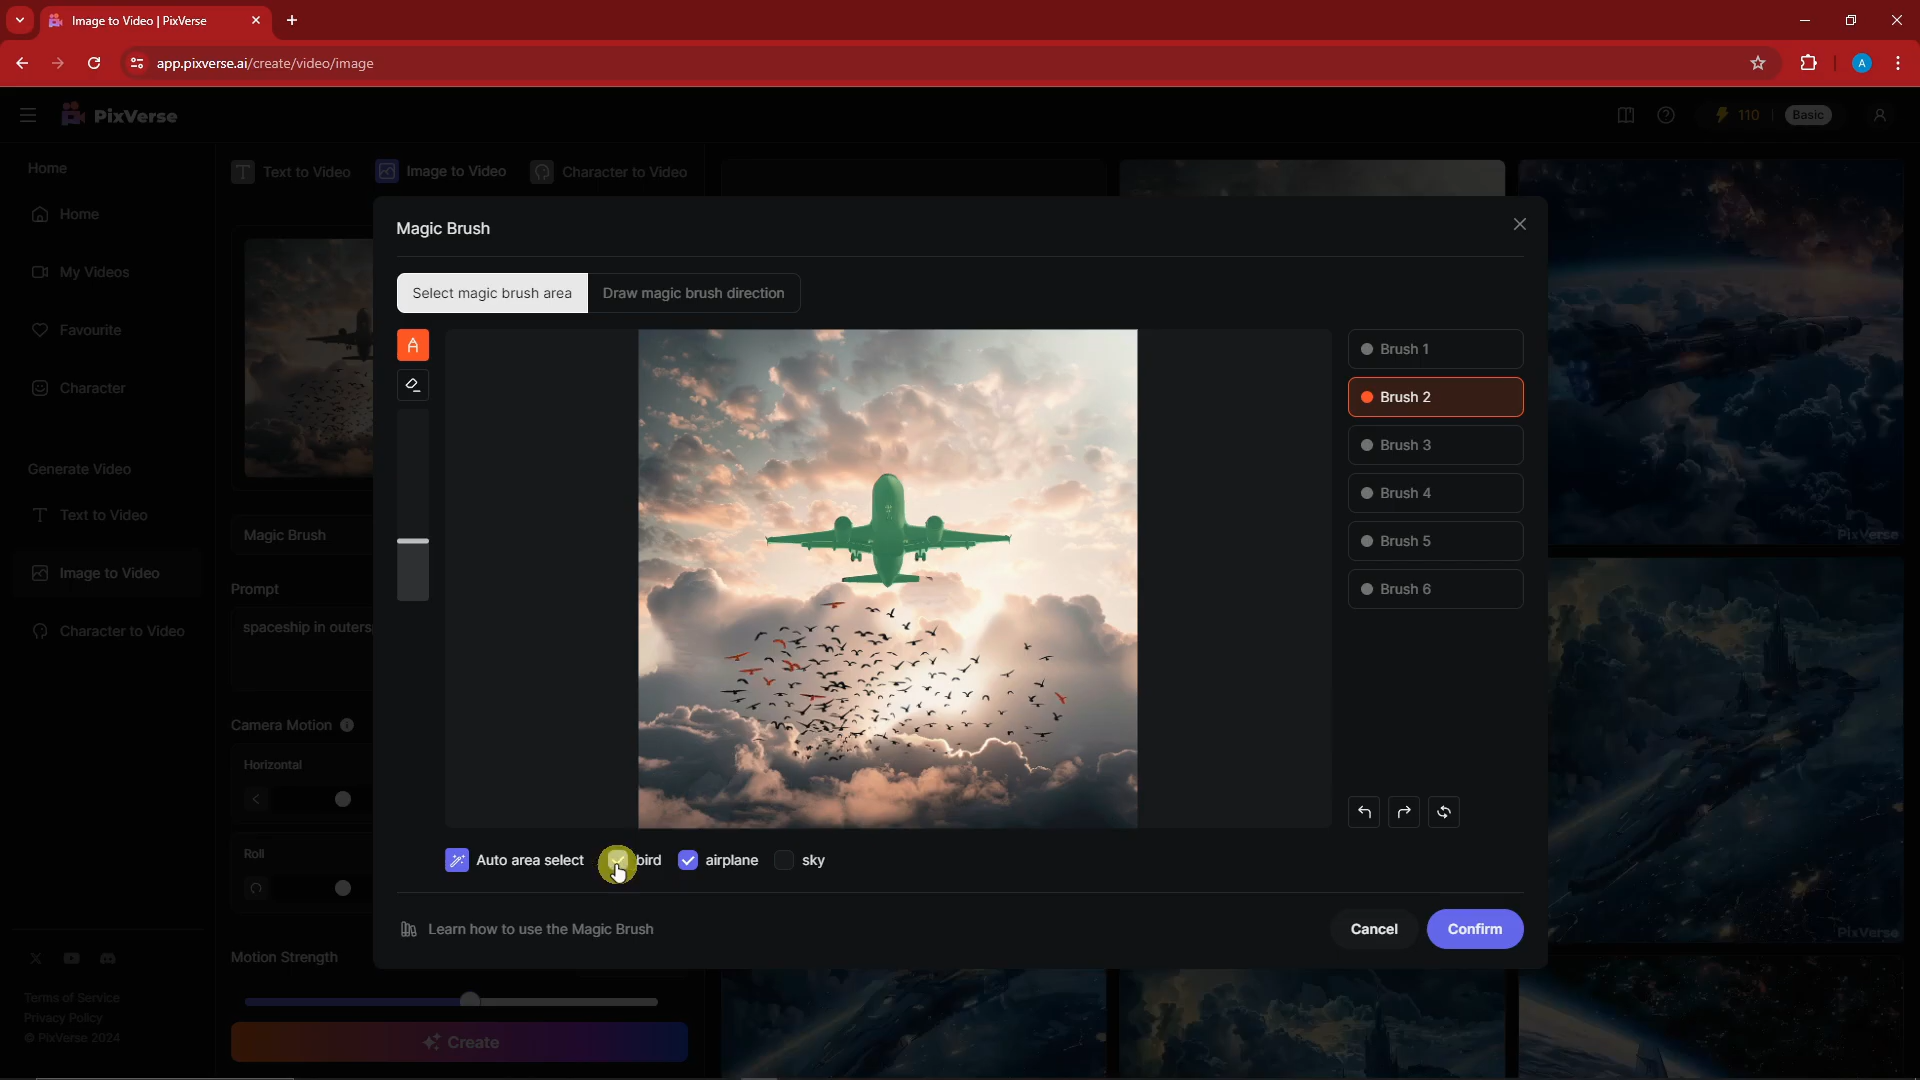 Image to Video | PixVerse
app.pixverse.ai/create/video/image
A
PixVerse
110
Basic
Home
Home
My Videos
Favourite
Character
Generate Video
Text to Video
Image to Video
Character to Video
Terms of Service
Privacy Policy
© PixVerse 2024
Text to Video
Image to Video
Character to Video
Magic Brush
Prompt
spaceship in outers
Camera Motion
Horizontal
Roll
Motion Strength
Create
Magic Brush
Select magic brush area
Draw magic brush direction
Brush 1
Brush 2
Brush 3
Brush 4
Brush 5
Brush 6
Auto area select
bird
airplane
sky
Learn how to use the Magic Brush
Cancel
Confirm
PixVerse
PixVerse